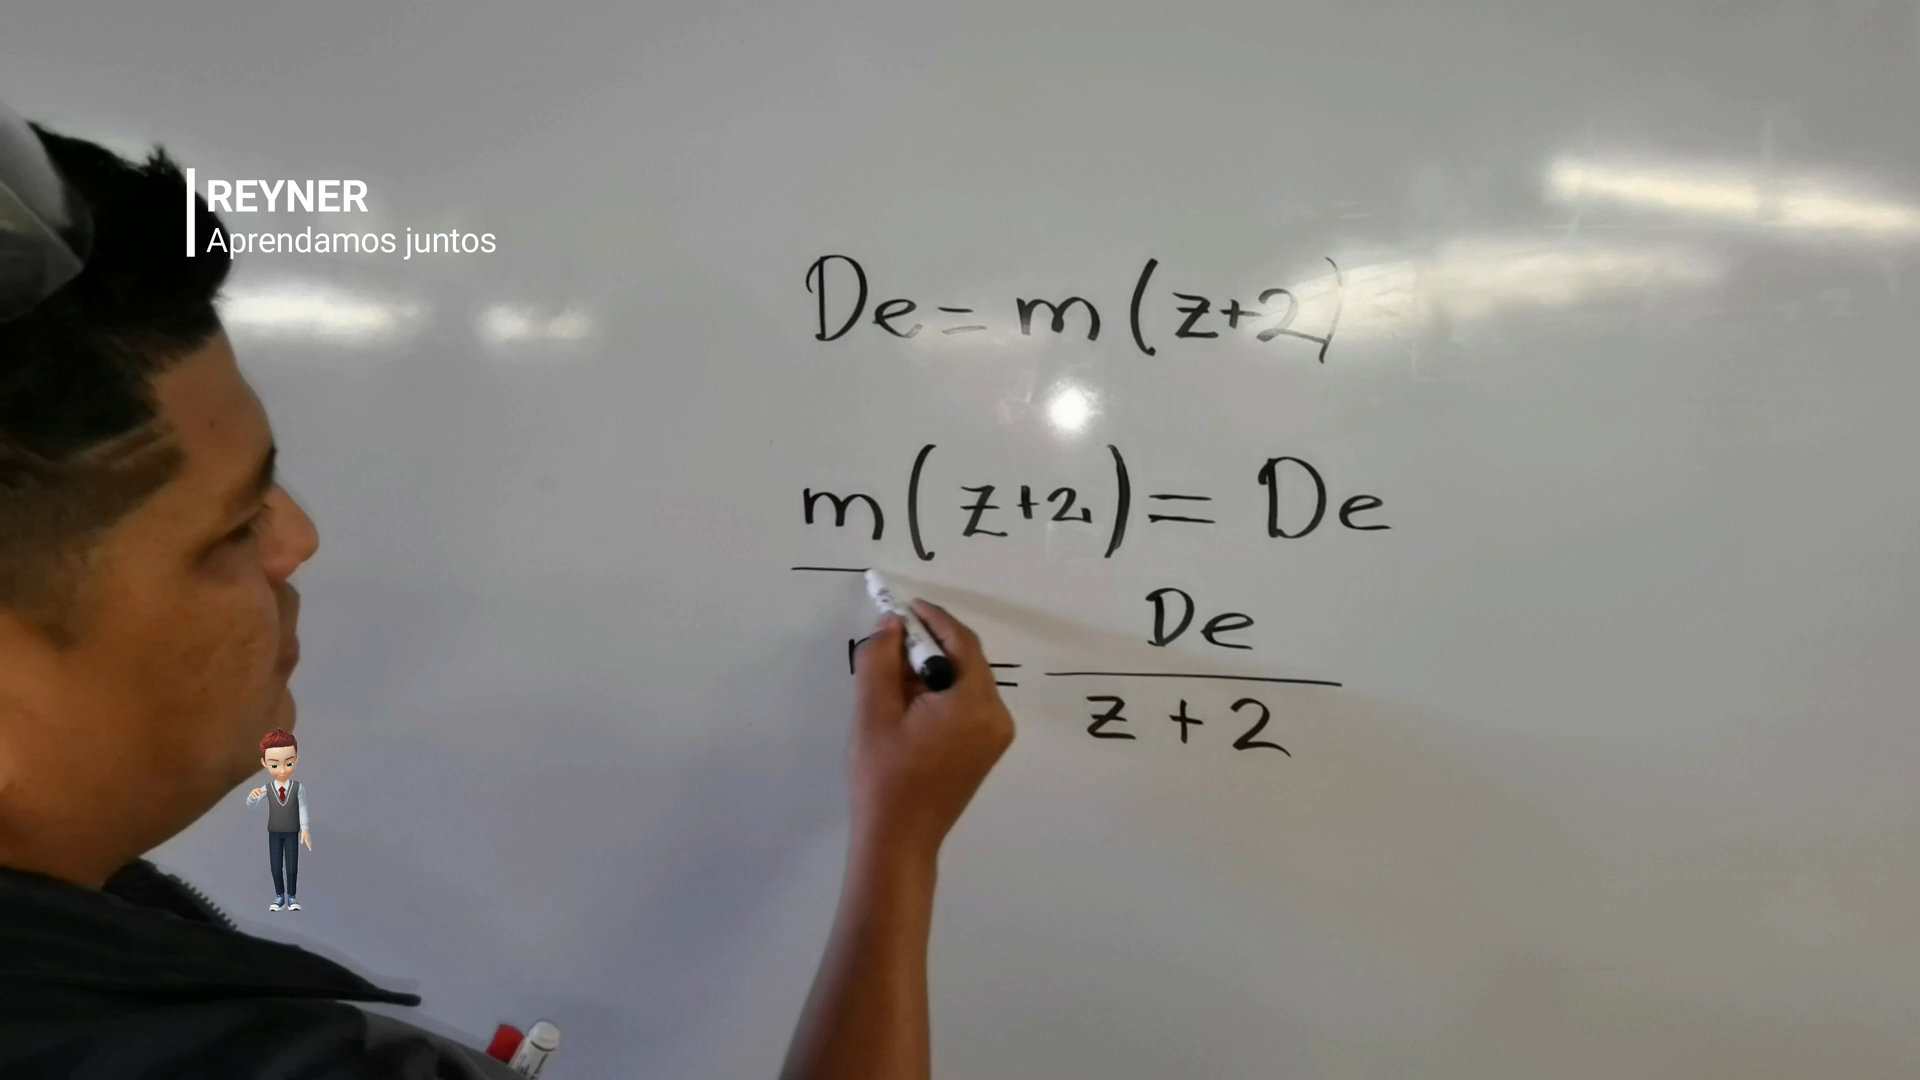 REYNER
Aprendamos juntos
De = m (z+2)
m ( z+2 ) = De
= De / z + 2